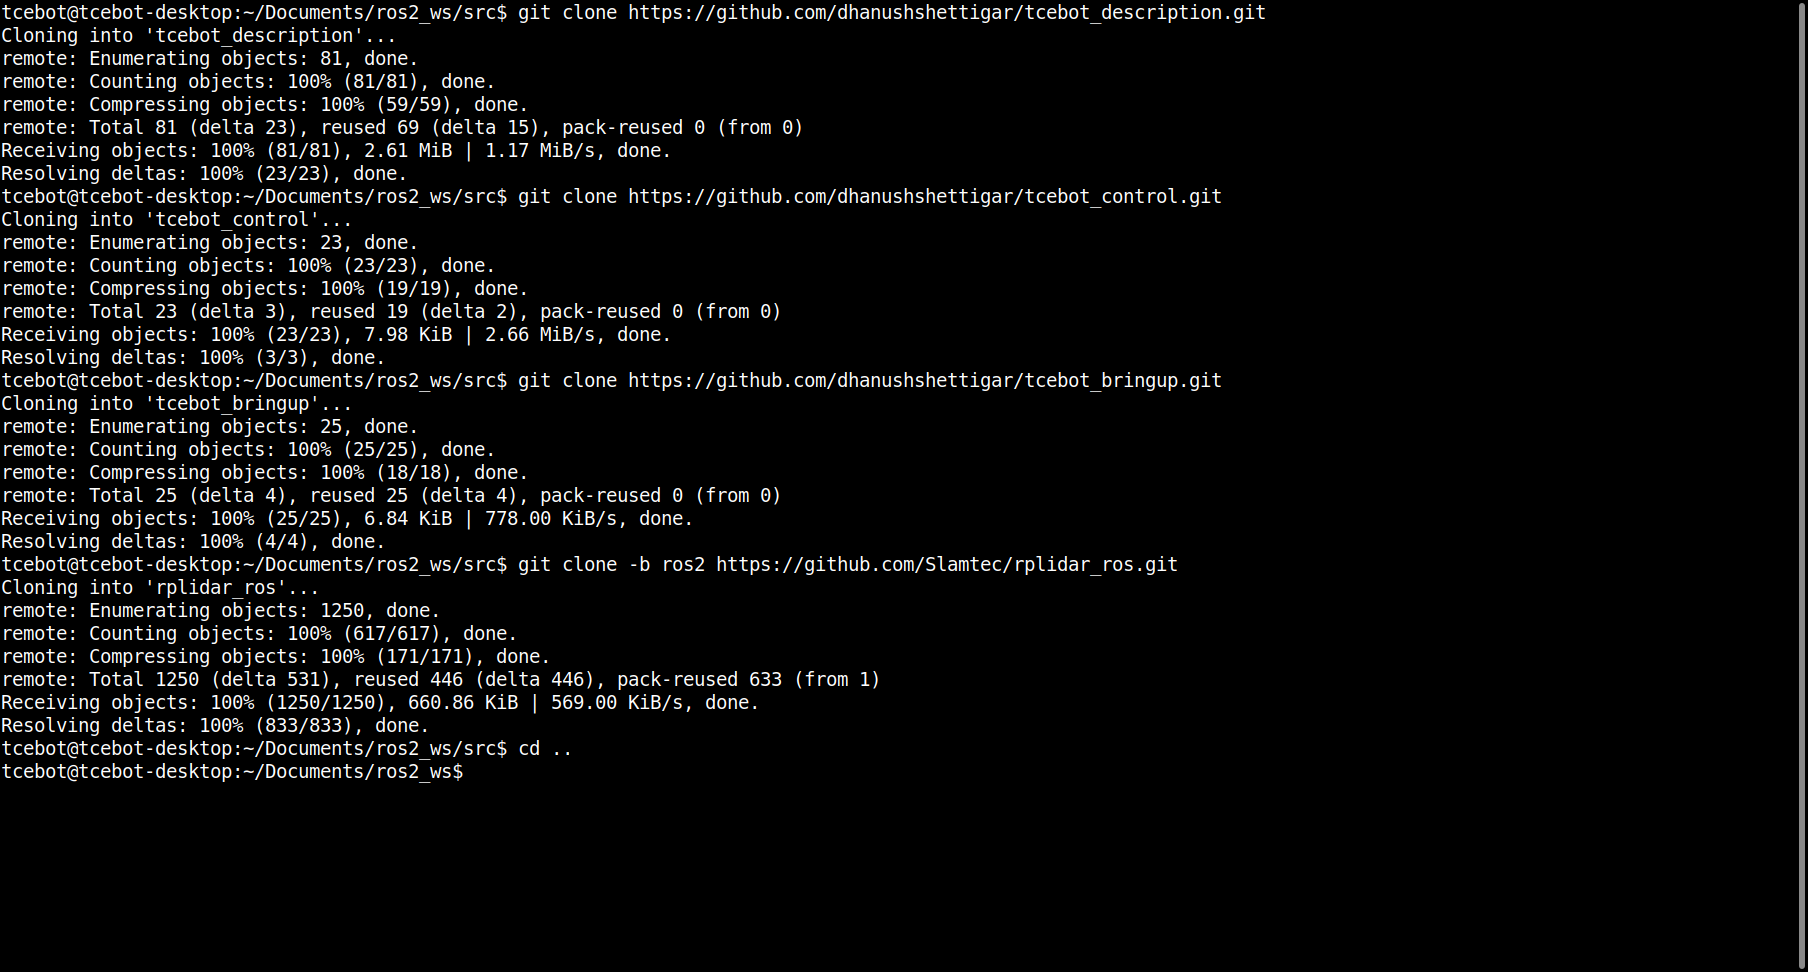 tcebot@tcebot-desktop:~/Documents/ros2_ws/src$ git clone https://github.com/dhanushshettigar/tcebot_description.git
Cloning into 'tcebot_description'...
remote: Enumerating objects: 81, done.
remote: Counting objects: 100% (81/81), done.
remote: Compressing objects: 100% (59/59), done.
remote: Total 81 (delta 23), reused 69 (delta 15), pack-reused 0 (from 0)
Receiving objects: 100% (81/81), 2.61 MiB | 1.17 MiB/s, done.
Resolving deltas: 100% (23/23), done.
tcebot@tcebot-desktop:~/Documents/ros2_ws/src$ git clone https://github.com/dhanushshettigar/tcebot_control.git
Cloning into 'tcebot_control'...
remote: Enumerating objects: 23, done.
remote: Counting objects: 100% (23/23), done.
remote: Compressing objects: 100% (19/19), done.
remote: Total 23 (delta 3), reused 19 (delta 2), pack-reused 0 (from 0)
Receiving objects: 100% (23/23), 7.98 KiB | 2.66 MiB/s, done.
Resolving deltas: 100% (3/3), done.
tcebot@tcebot-desktop:~/Documents/ros2_ws/src$ git clone https://github.com/dhanushshettigar/tcebot_bringup.git
Cloning into 'tcebot_bringup'...
remote: Enumerating objects: 25, done.
remote: Counting objects: 100% (25/25), done.
remote: Compressing objects: 100% (18/18), done.
remote: Total 25 (delta 4), reused 25 (delta 4), pack-reused 0 (from 0)
Receiving objects: 100% (25/25), 6.84 KiB | 778.00 KiB/s, done.
Resolving deltas: 100% (4/4), done.
tcebot@tcebot-desktop:~/Documents/ros2_ws/src$ git clone -b ros2 https://github.com/Slamtec/rplidar_ros.git
Cloning into 'rplidar_ros'...
remote: Enumerating objects: 1250, done.
remote: Counting objects: 100% (617/617), done.
remote: Compressing objects: 100% (171/171), done.
remote: Total 1250 (delta 531), reused 446 (delta 446), pack-reused 633 (from 1)
Receiving objects: 100% (1250/1250), 660.86 KiB | 569.00 KiB/s, done.
Resolving deltas: 100% (833/833), done.
tcebot@tcebot-desktop:~/Documents/ros2_ws/src$ cd ..
tcebot@tcebot-desktop:~/Documents/ros2_ws$